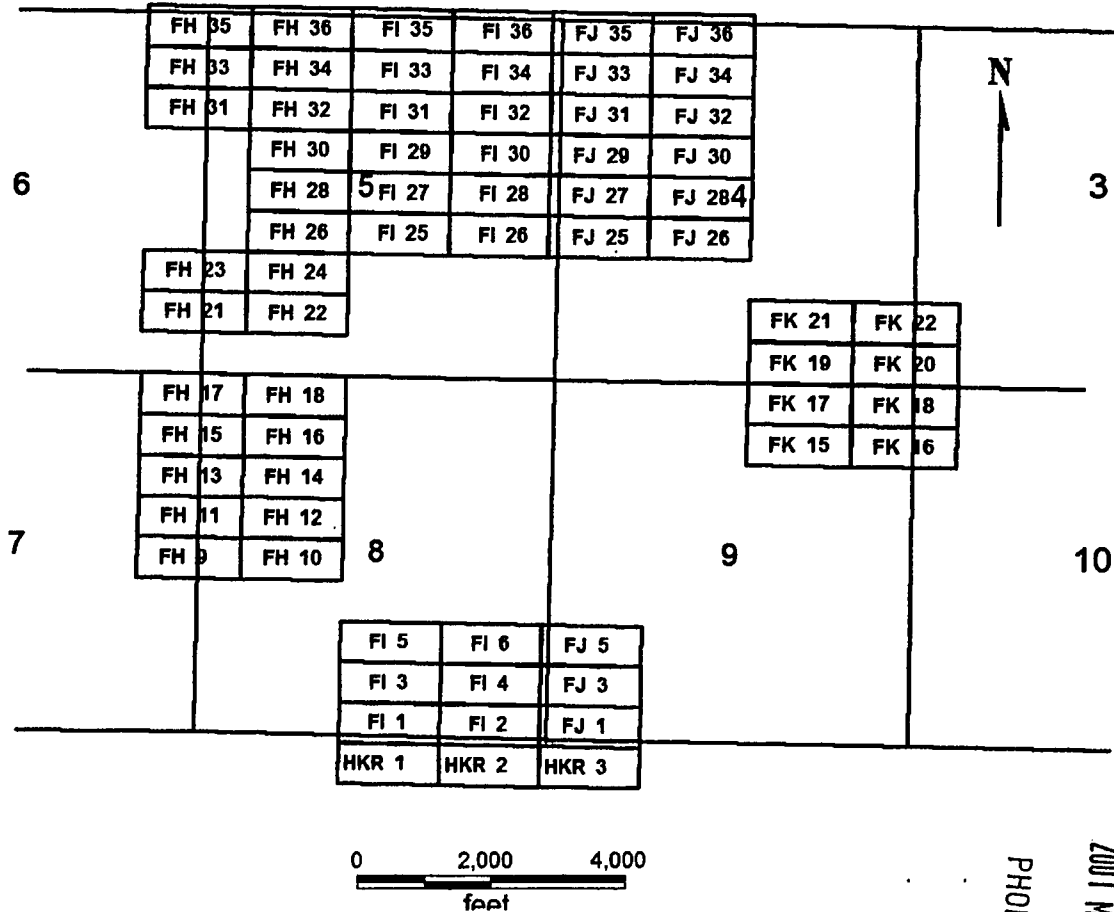 FH 35 FH 36 FI 35 FI 36 FJ 35 FJ 36
FH 33 FH 34 FI 33 FI 34 FJ 33 FJ 34
N
FH 31 FH 32 FI 31 FI 32 FJ 31 FJ 32
FH 30 FI 29 FI 30 FJ 29 FJ 30
6 FH 28 5 FI 27 FI 28 FJ 27 FJ 28 4 3
FH 26 FI 25 FI 26 FJ 25 FJ 26
FH 23 FH 24
FH 21 FH 22
FK 21 FK 22
FK 19 FK 20
FH 17 FH 18
FK 17 FK 18
FH 15 FH 16
FK 15 FK 16
FH 13 FH 14
FH 11 FH 12
7 FH 9 FH 10 8 9 10
FI 5 FI 6 FJ 5
FI 3 FI 4 FJ 3
FI 1 FI 2 FJ 1
HKR 1 HKR 2 HKR 3
0 2,000 4,000
feet